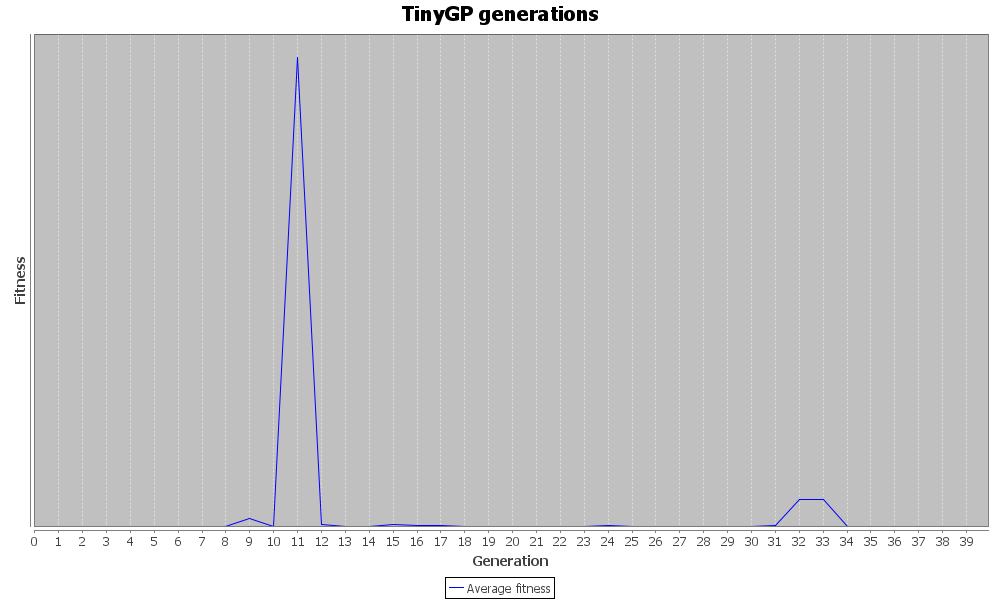 TinyGP generations
Fitness
0 1 2 3 4 5 6 7 8 9 10 11 12 13 14 15 16 17 18 19 20 21 22 23 24 25 26 27 28 29 30 31 32 33 34 35 36 37 38 39
Generation
Average fitness